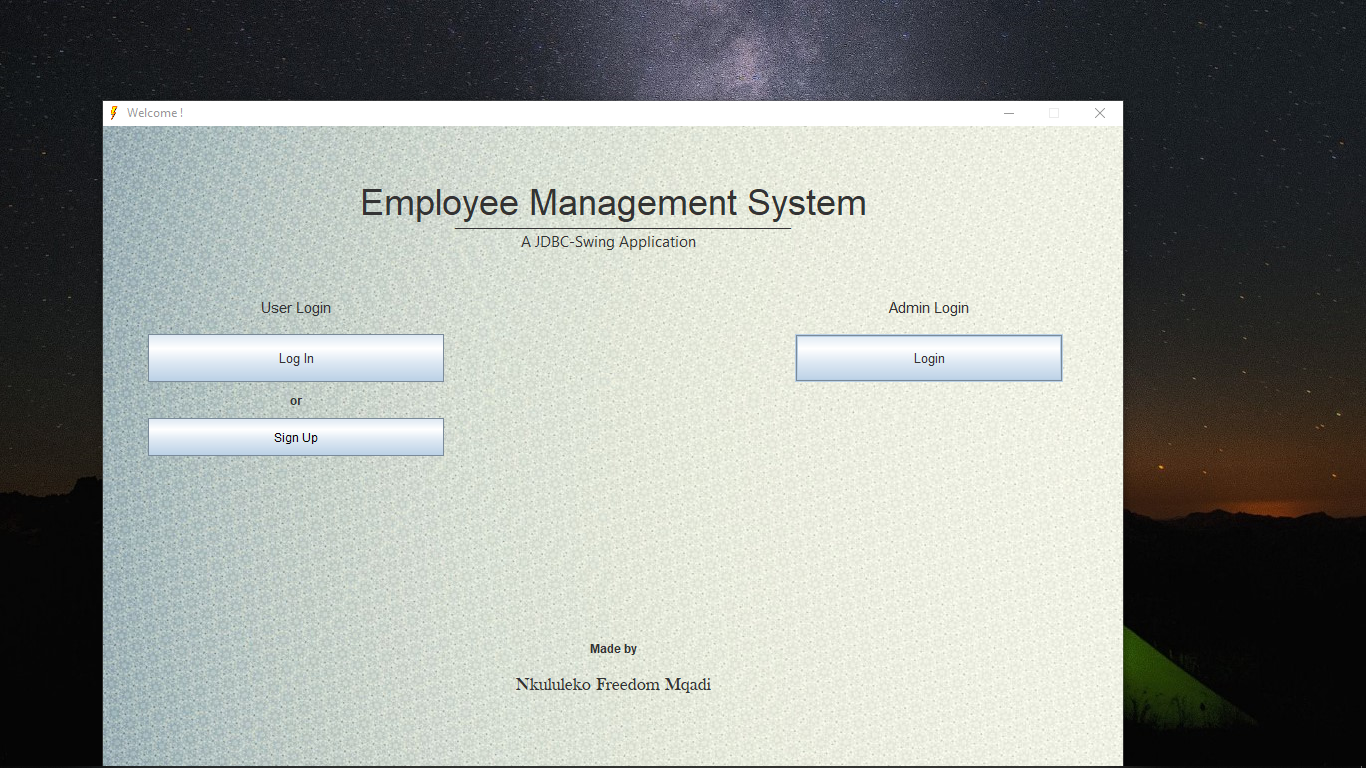 Welcome !
Employee Management System
A JDBC-Swing Application
User Login
Admin Login
Log In
Login
or
Sign Up
Made by
Nkululeko Freedom Mqadi